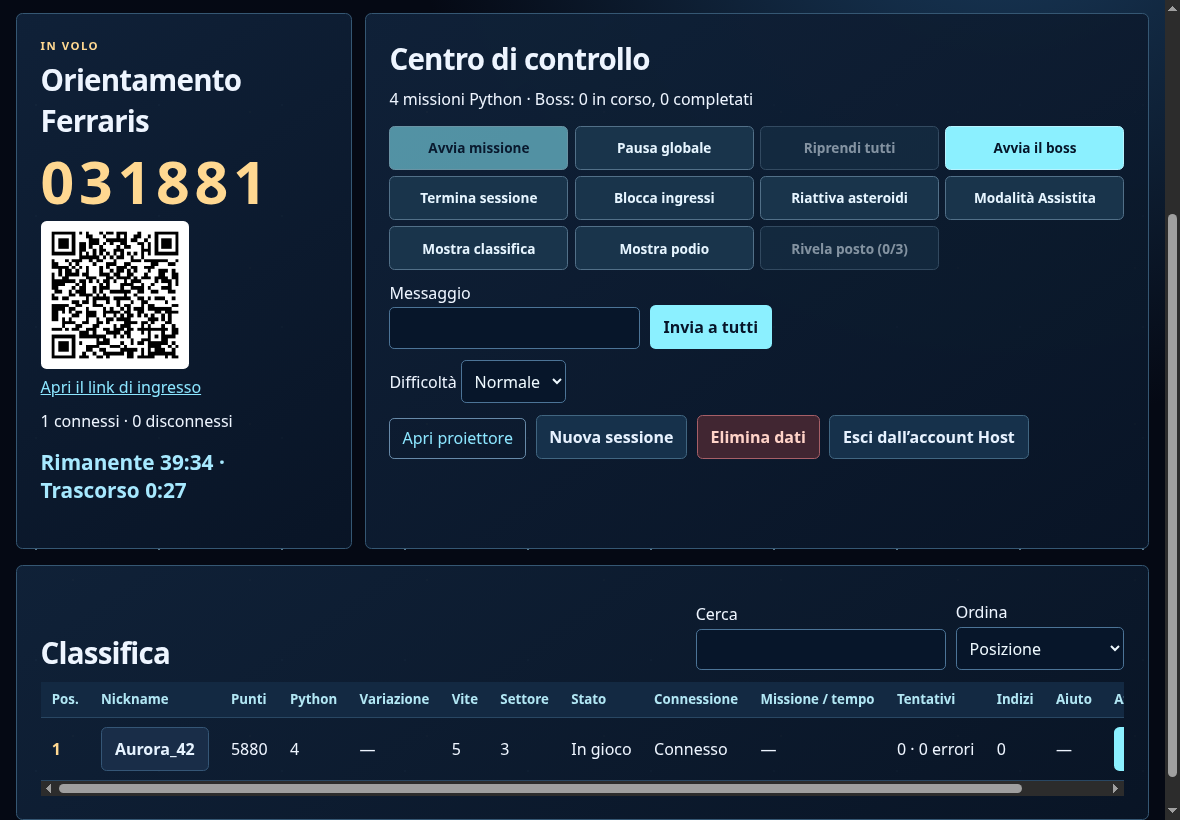 IN VOLO
Orientamento
Ferraris
031881
Apri il link di ingresso
1 connessi · 0 disconnessi
Rimanente 39:34 ·
Trascorso 0:27
Centro di controllo
4 missioni Python · Boss: 0 in corso, 0 completati
Avvia missione Pausa globale Riprendi tutti Avvia il boss
Termina sessione Blocca ingressi Riattiva asteroidi Modalità Assistita
Mostra classifica Mostra podio Rivela posto (0/3)
Messaggio
Invia a tutti
Difficoltà Normale
Apri proiettore Nuova sessione Elimina dati Esci dall’account Host
Classifica
Cerca
Ordina
Posizione
Pos. Nickname Punti Python Variazione Vite Settore Stato Connessione Missione / tempo Tentativi Indizi Aiuto
1 Aurora_42 5880 4 — 5 3 In gioco Connesso — 0 · 0 errori 0 —